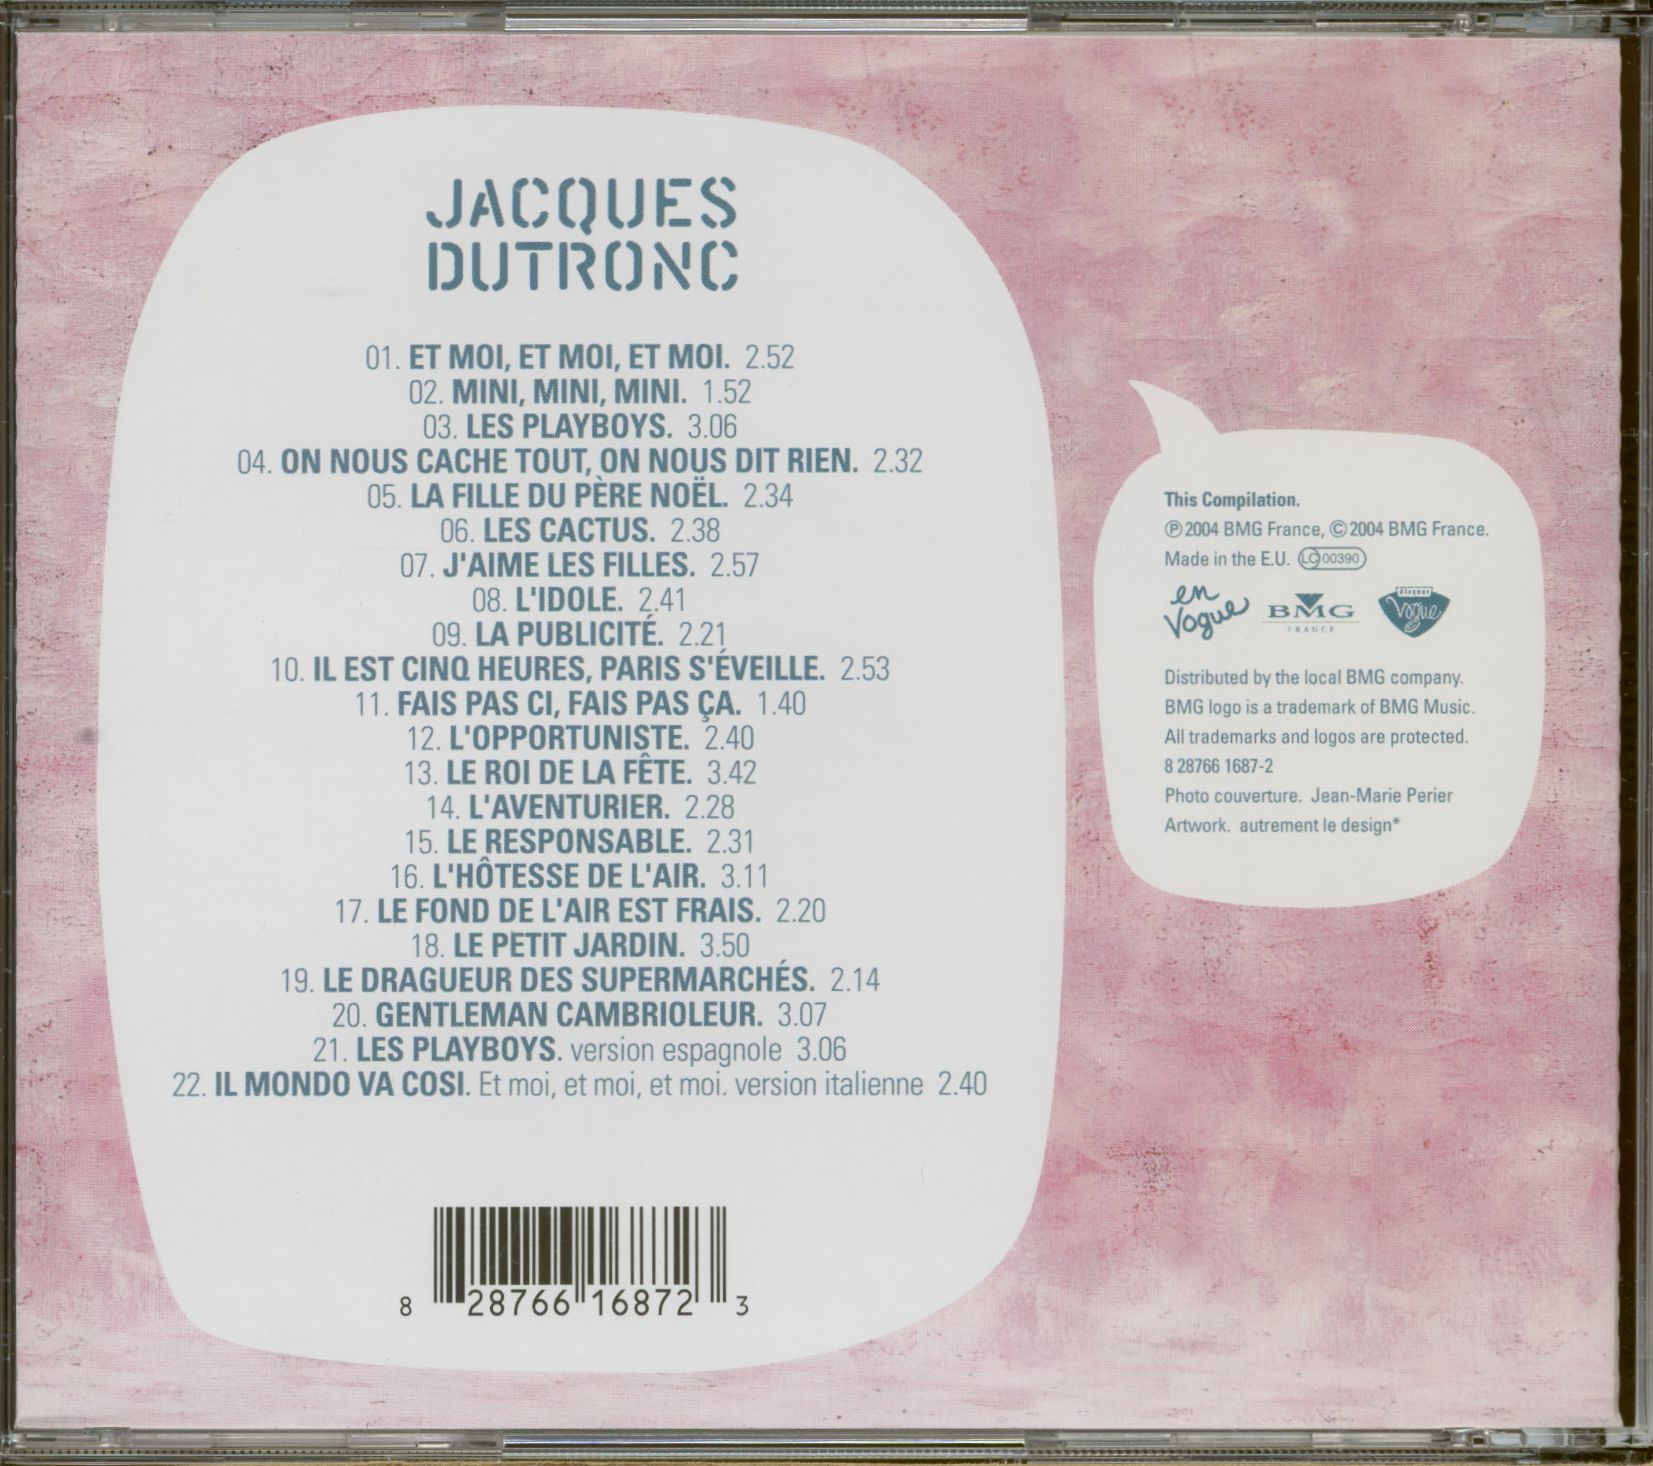 JACQUES
DUTRONC
01. ET MOI, ET MOI, ET MOI. 2.52
02. MINI, MINI, MINI. 1.52
03. LES PLAYBOYS. 3.06
04. ON NOUS CACHE TOUT, ON NOUS DIT RIEN. 2.32
05. LA FILLE DU PÈRE NOËL. 2.34
06. LES CACTUS. 2.38
07. J'AIME LES FILLES. 2.57
08. L'IDOLE. 2.41
09. LA PUBLICITÉ. 2.21
10. IL EST CINQ HEURES, PARIS S'ÉVEILLE. 2.53
11. FAIS PAS CI, FAIS PAS ÇA. 1.40
12. L'OPPORTUNISTE. 2.40
13. LE ROI DE LA FÊTE. 3.42
14. L'AVENTURIER. 2.28
15. LE RESPONSABLE. 2.31
16. L'HÔTESSE DE L'AIR. 3.11
17. LE FOND DE L'AIR EST FRAIS. 2.20
18. LE PETIT JARDIN. 3.50
19. LE DRAGUEUR DES SUPERMARCHÉS. 2.14
20. GENTLEMAN CAMBRIOLEUR. 3.07
21. LES PLAYBOYS. version espagnole 3.06
22. IL MONDO VA COSI. Et moi, et moi, et moi. version italienne 2.40
8 28766 16872 3
This Compilation.
℗ 2004 BMG France, © 2004 BMG France.
Made in the E.U. LC 00390
en
Vogue
BMG
FRANCE
disques
Vogue
Distributed by the local BMG company.
BMG logo is a trademark of BMG Music.
All trademarks and logos are protected.
8 28766 1687-2
Photo couverture. Jean-Marie Perier
Artwork. autrement le design*